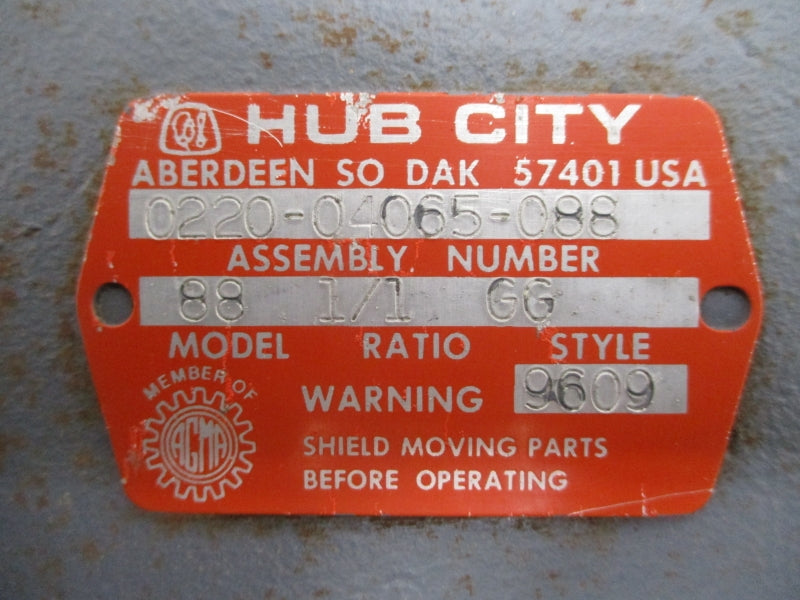 HUB CITY
ABERDEEN SO DAK 57401 USA
0220-04065-088
ASSEMBLY NUMBER
88 1/1 GG
MODEL RATIO STYLE
MEMBER OF
AGMA
WARNING 9609
SHIELD MOVING PARTS
BEFORE OPERATING